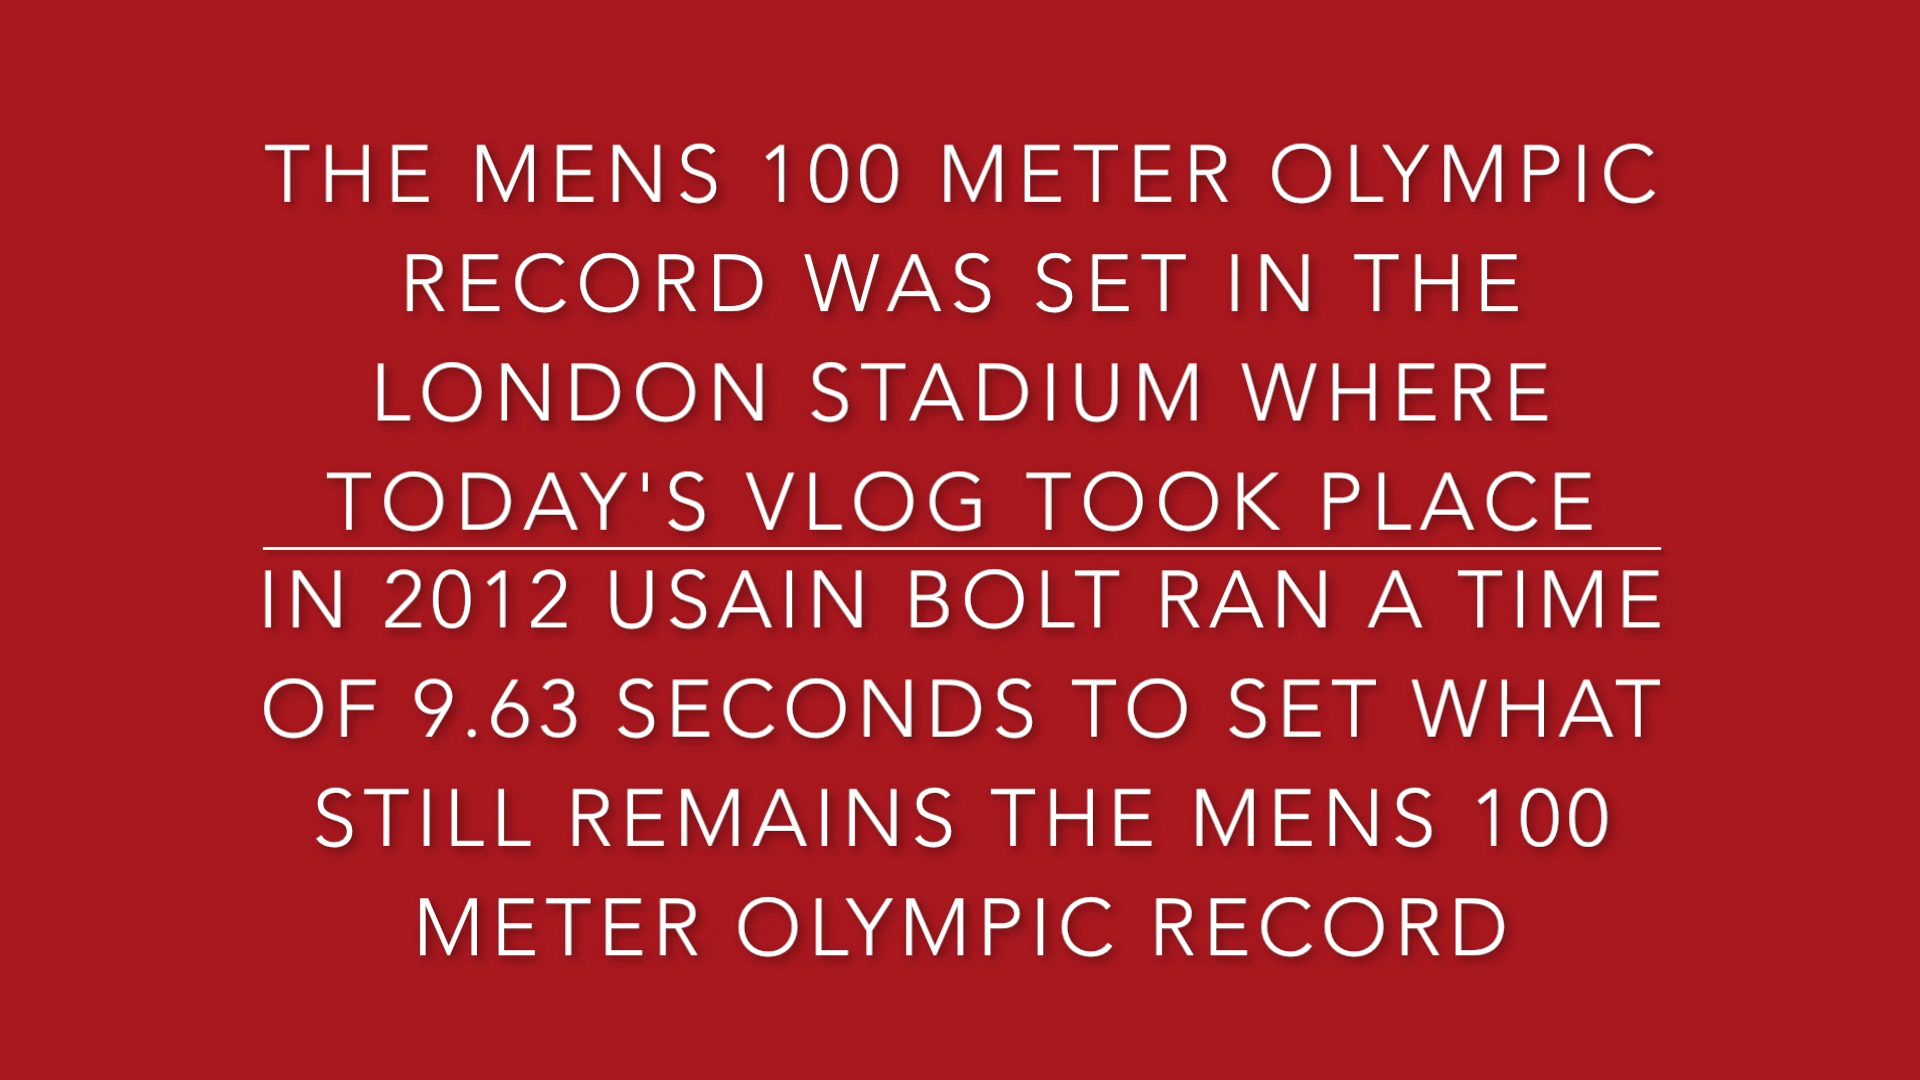 THE MENS 100 METER OLYMPIC
RECORD WAS SET IN THE
LONDON STADIUM WHERE
TODAY'S VLOG TOOK PLACE
IN 2012 USAIN BOLT RAN A TIME
OF 9.63 SECONDS TO SET WHAT
STILL REMAINS THE MENS 100
METER OLYMPIC RECORD